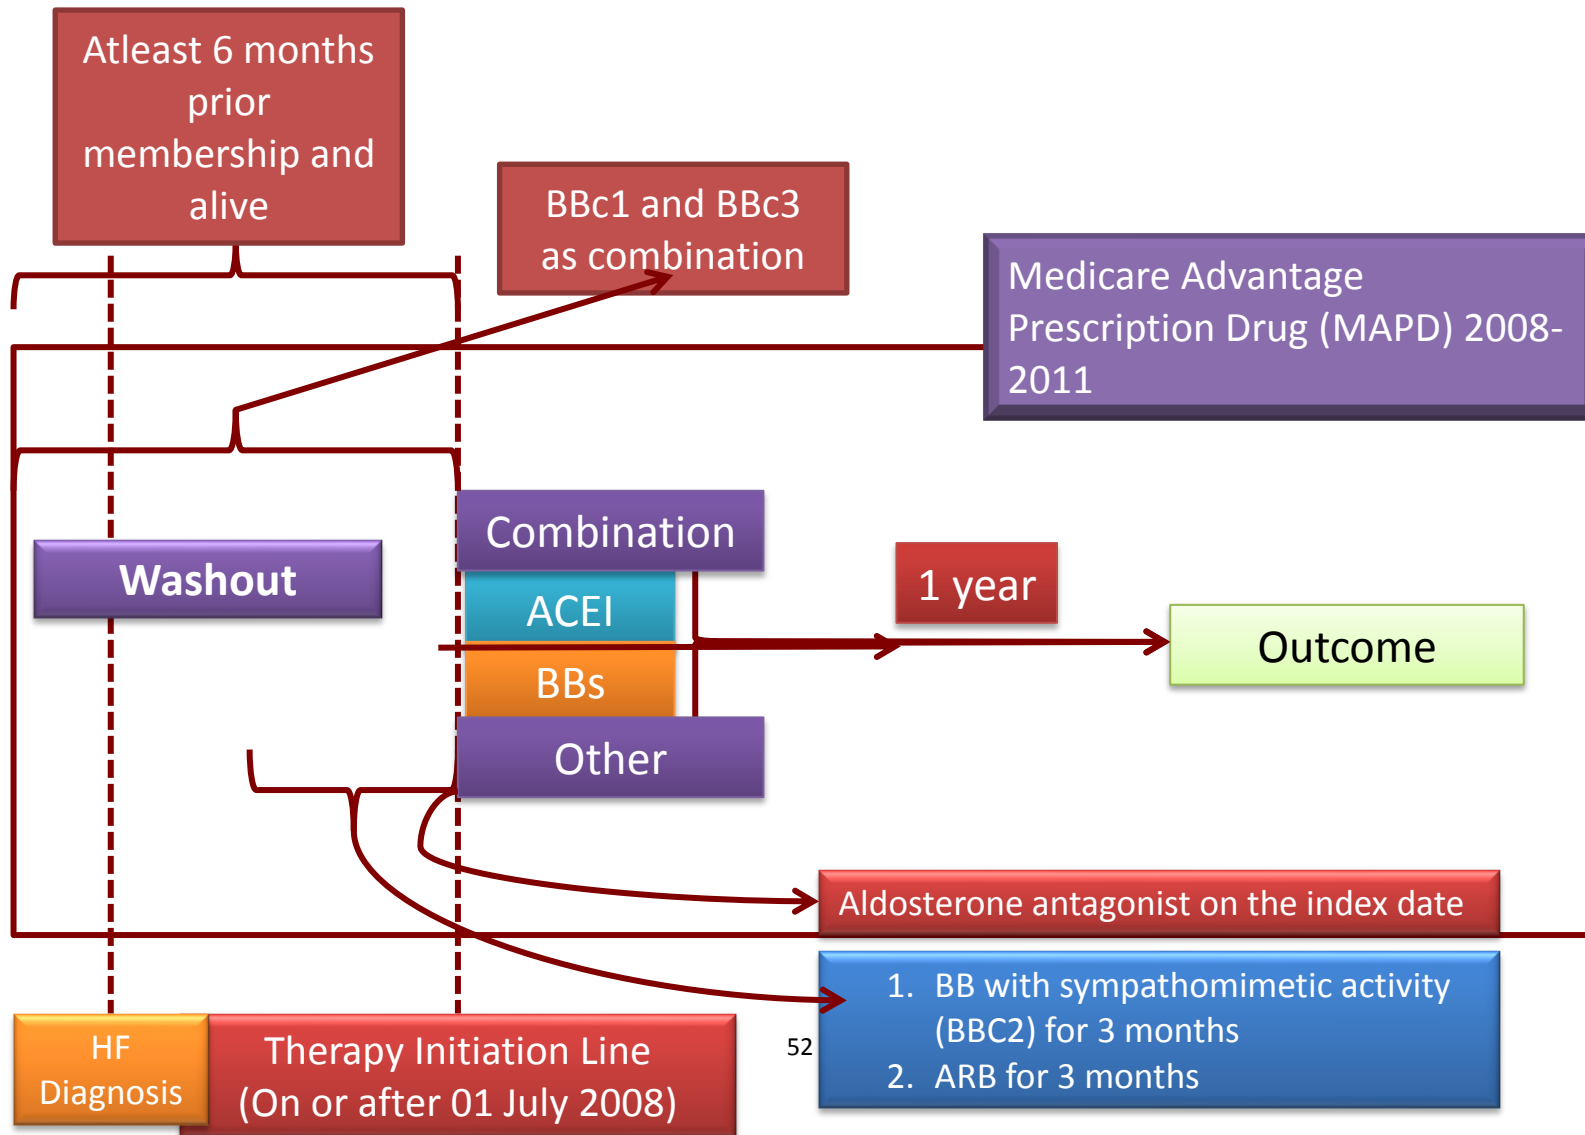 Atleast 6 months
prior
membership and
alive
BBc1 and BBc3
as combination
Medicare Advantage
Prescription Drug (MAPD) 2008-
2011
Combination
Washout
ACEI
1 year
Outcome
BBs
Other
Aldosterone antagonist on the index date
1. BB with sympathomimetic activity
(BBC2) for 3 months
2. ARB for 3 months
HF
Diagnosis
Therapy Initiation Line
(On or after 01 July 2008)
52